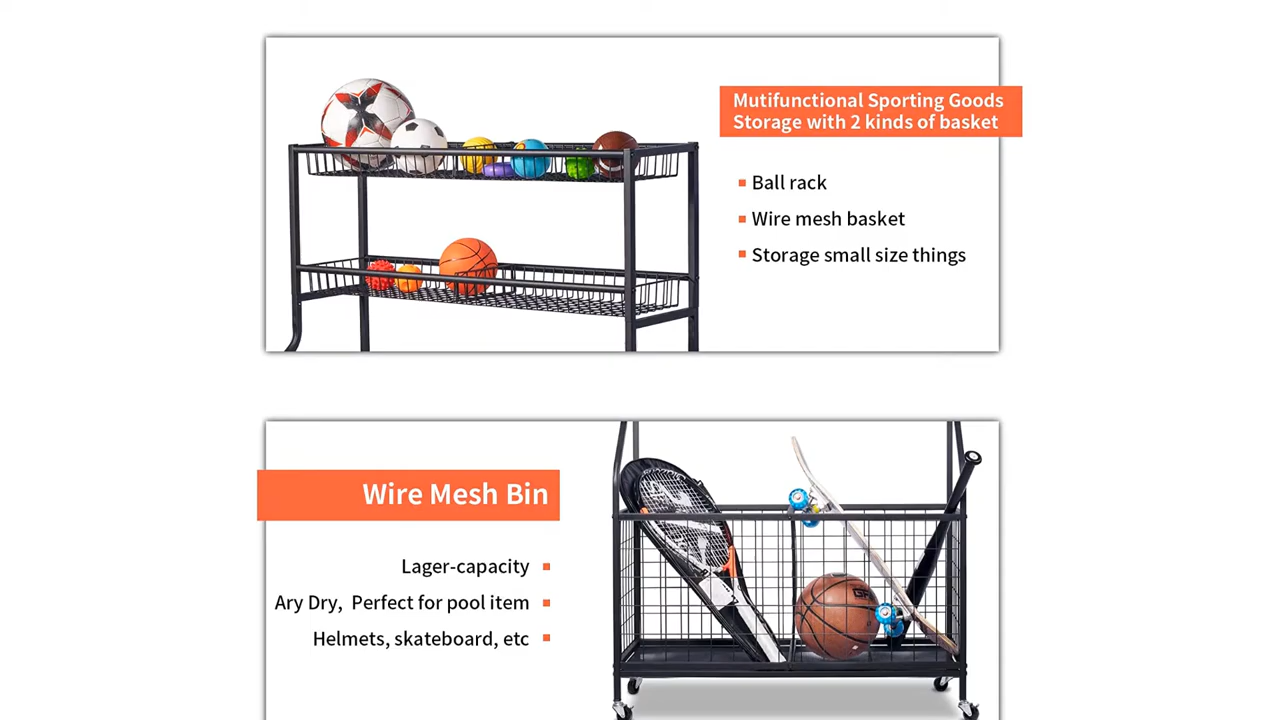 Mutifunctional Sporting Goods
Storage with 2 kinds of basket
Ball rack
Wire mesh basket
Storage small size things
Wire Mesh Bin
Lager-capacity
Ary Dry, Perfect for pool item
Helmets, skateboard, etc